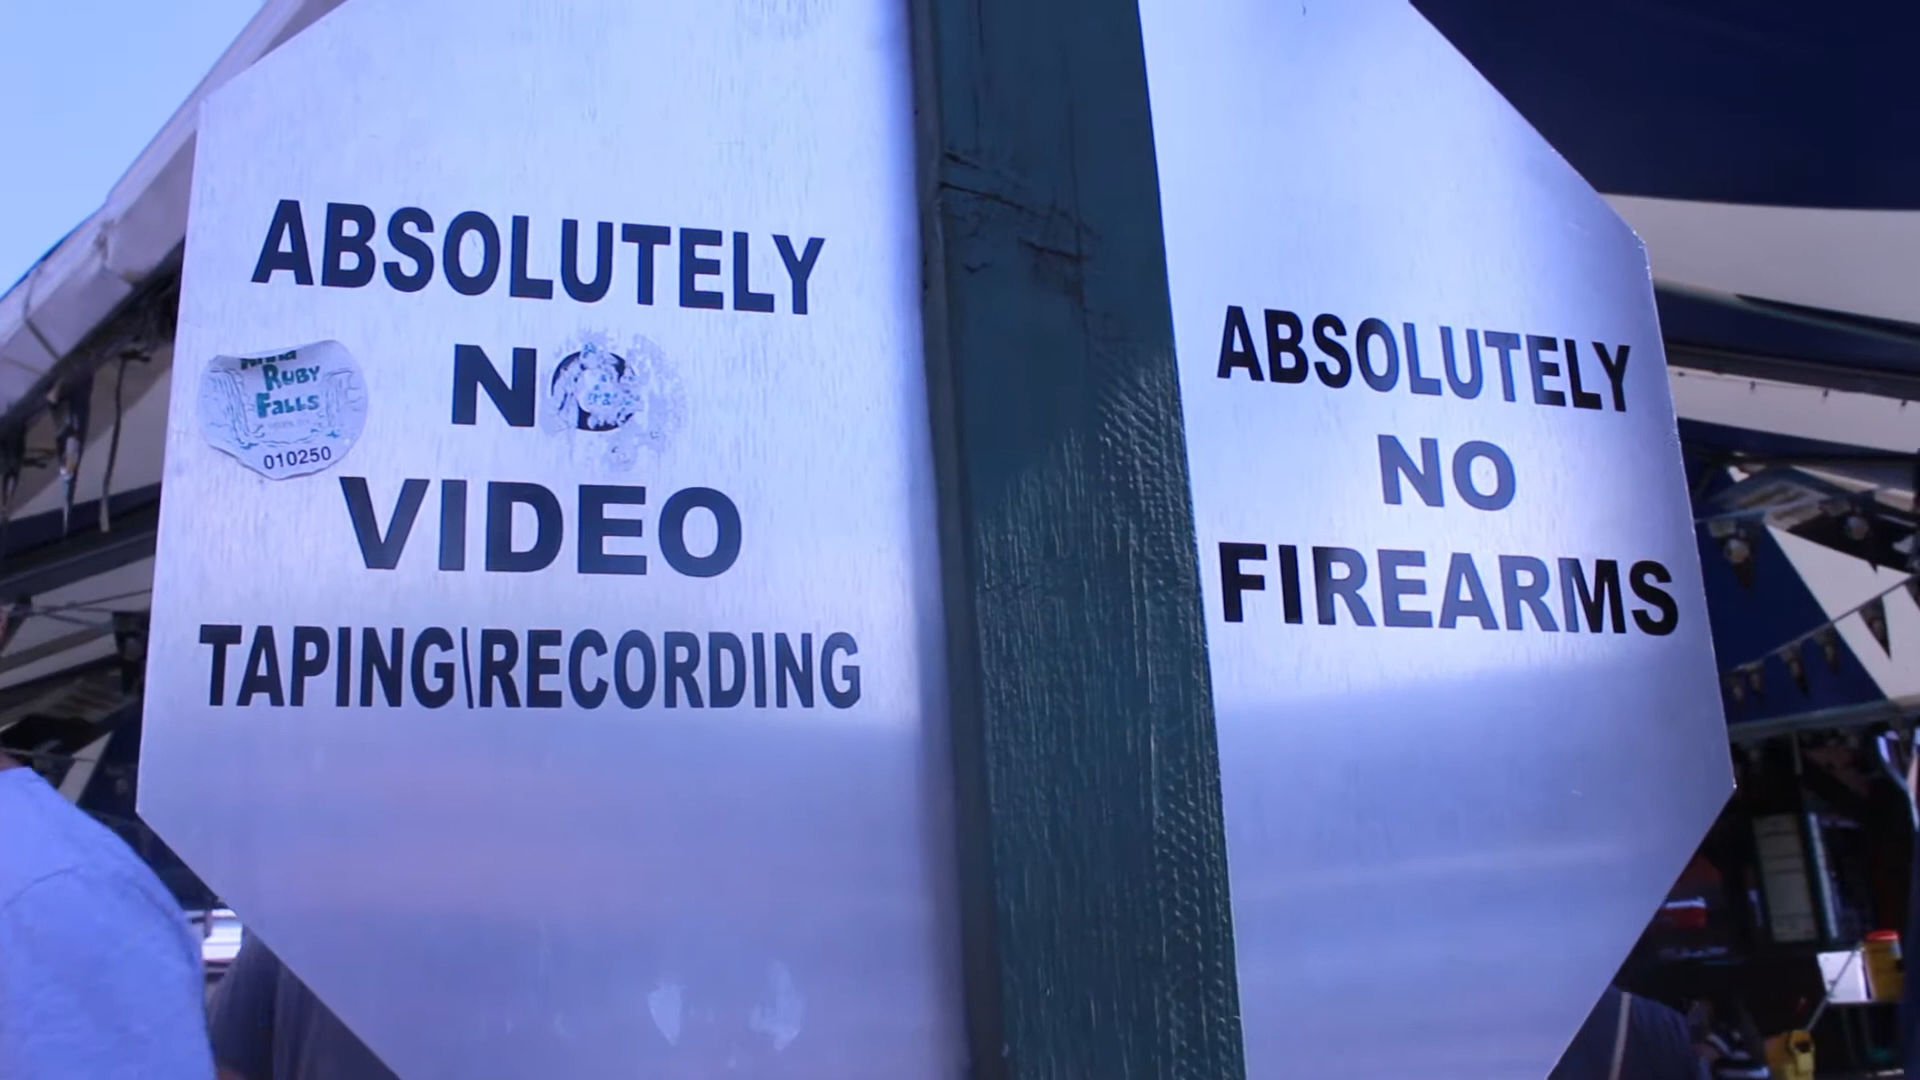 ABSOLUTELY
NO
VIDEO
TAPING\RECORDING
RUBY
FALLS
010250
ABSOLUTELY
NO
FIREARMS